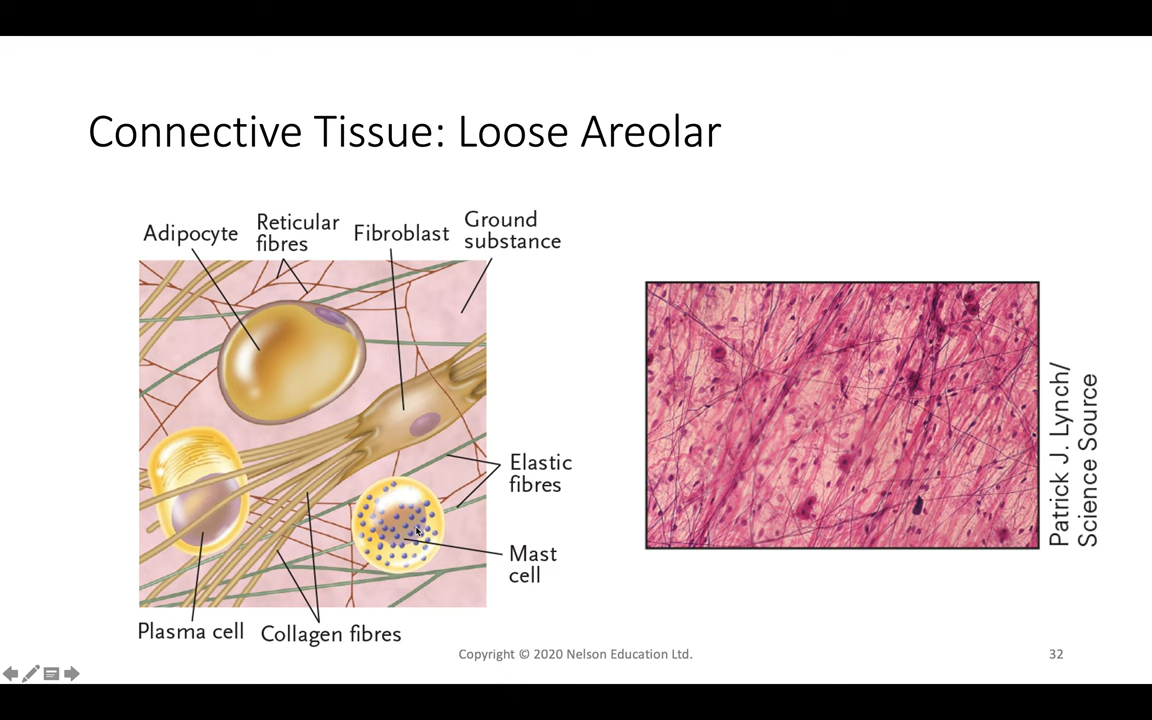 Connective Tissue: Loose Areolar
Adipocyte
Reticular
fibres
Fibroblast
Ground
substance
Elastic
fibres
Mast
cell
Plasma cell
Collagen fibres
Patrick J. Lynch/
Science Source
Copyright © 2020 Nelson Education Ltd.
32